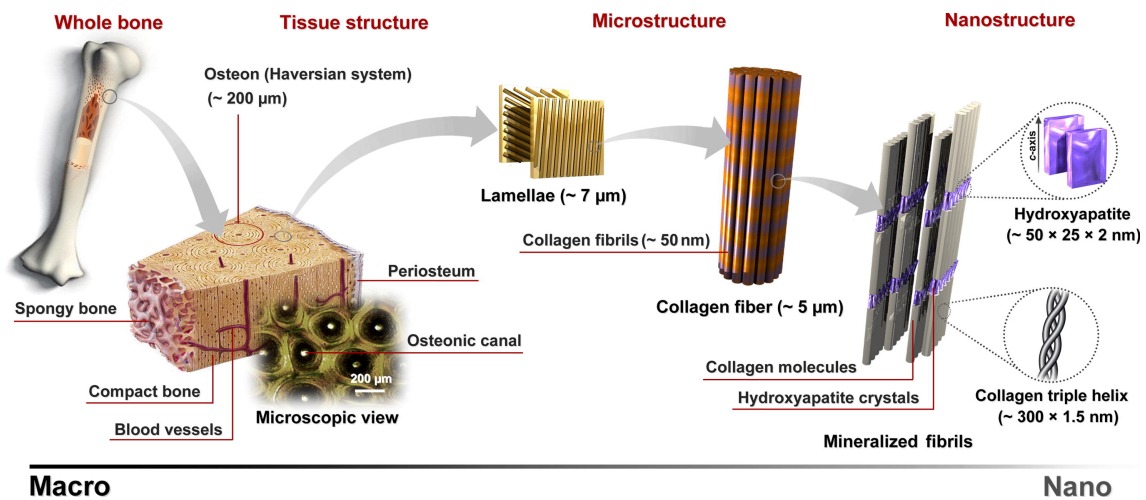 Whole bone
Tissue structure
Microstructure
Nanostructure
Osteon (Haversian system)
(~ 200 µm)
c-axis
Lamellae (~ 7 µm)
Hydroxyapatite
(~ 50 × 25 × 2 nm)
Collagen fibrils (~ 50 nm)
Periosteum
Spongy bone
Collagen fiber (~ 5 µm)
Osteonic canal
Collagen molecules
200 µm
Compact bone
Collagen triple helix
(~ 300 × 1.5 nm)
Hydroxyapatite crystals
Microscopic view
Blood vessels
Mineralized fibrils
Macro
Nano